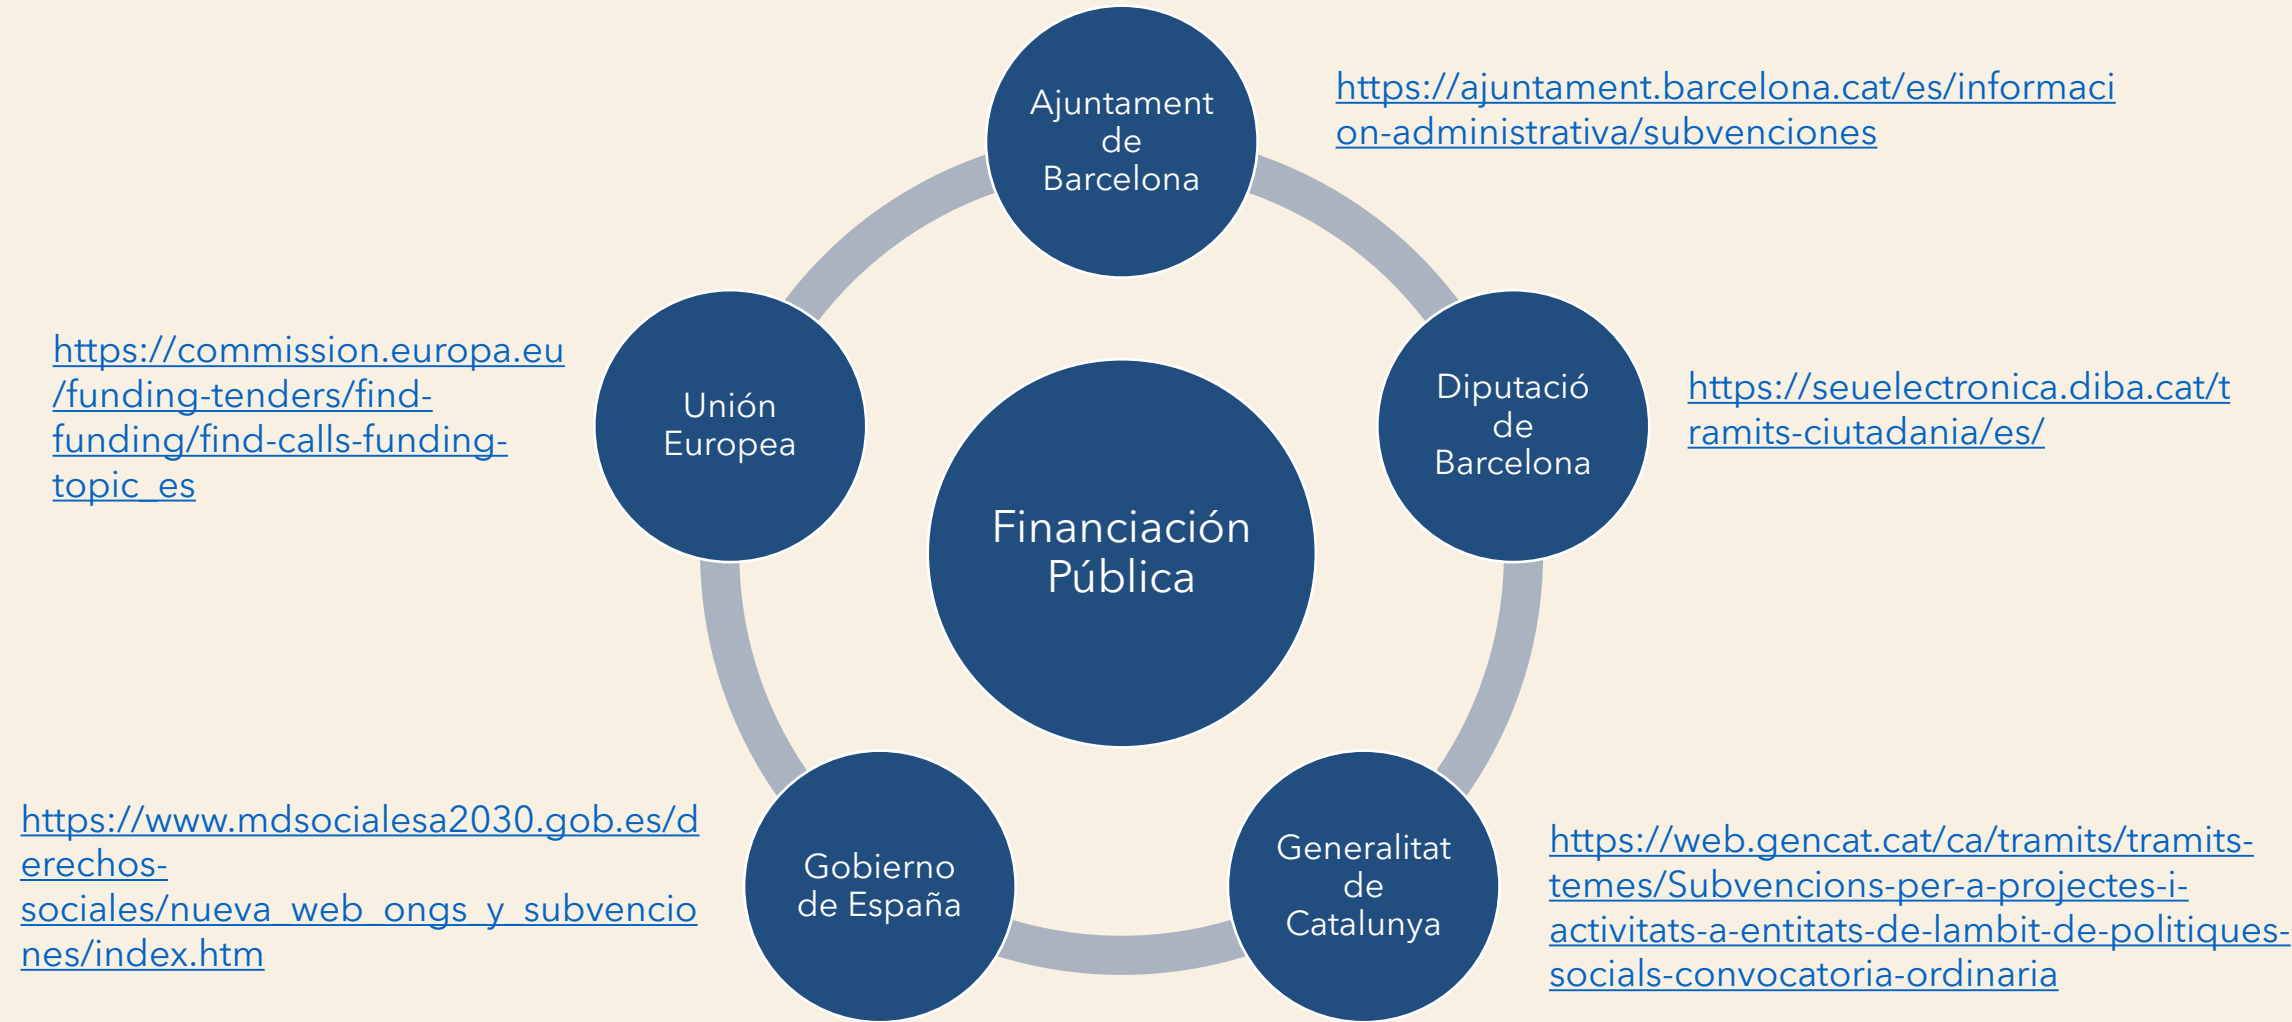 Ajuntament
de
Barcelona
https://ajuntament.barcelona.cat/es/informaci
on-administrativa/subvenciones
https://commission.europa.eu
/funding-tenders/find-
funding/find-calls-funding-
topic_es
Unión
Europea
Diputació
de
Barcelona
https://seuelectronica.diba.cat/t
ramits-ciutadania/es/
Financiación
Pública
https://www.mdsocialesa2030.gob.es/d
erechos-
sociales/nueva_web_ongs_y_subvencio
nes/index.htm
Gobierno
de España
Generalitat
de
Catalunya
https://web.gencat.cat/ca/tramits/tramits-
temes/Subvencions-per-a-projectes-i-
activitats-a-entitats-de-lambit-de-politiques-
socials-convocatoria-ordinaria